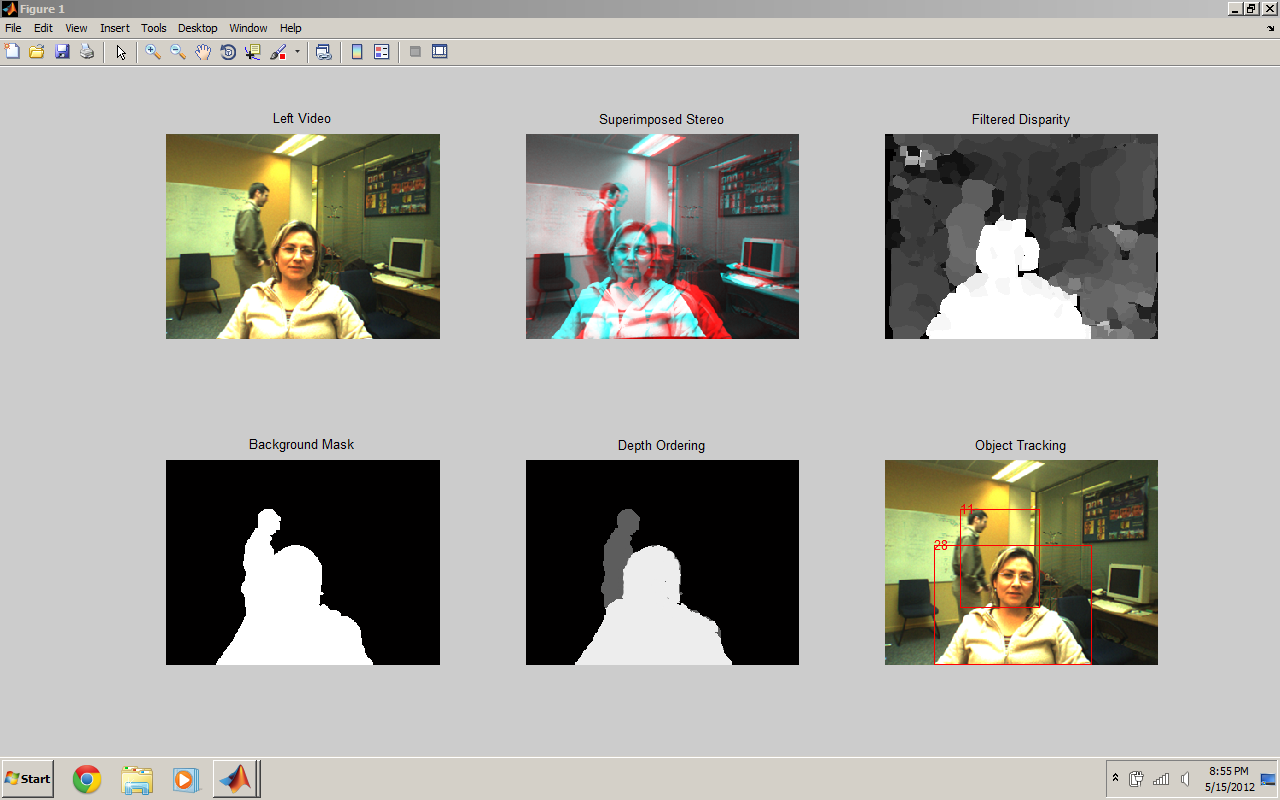 Figure 1
File Edit View Insert Tools Desktop Window Help
Left Video
Superimposed Stereo
Filtered Disparity
Background Mask
Depth Ordering
Object Tracking
11
28
Start
8:55 PM
5/15/2012